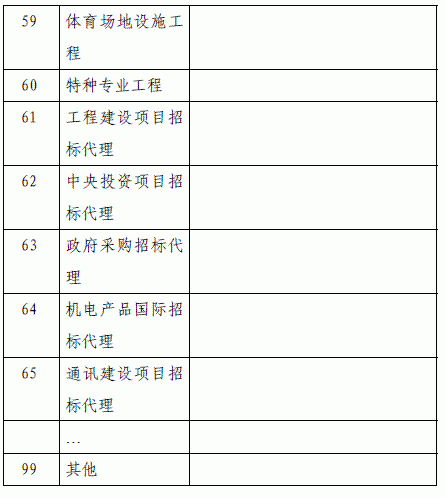 59 体育场地设施工
程
60 特种专业工程
61 工程建设项目招
标代理
62 中央投资项目招
标代理
63 政府采购招标代
理
64 机电产品国际招
标代理
65 通讯建设项目招
标代理
…
99 其他